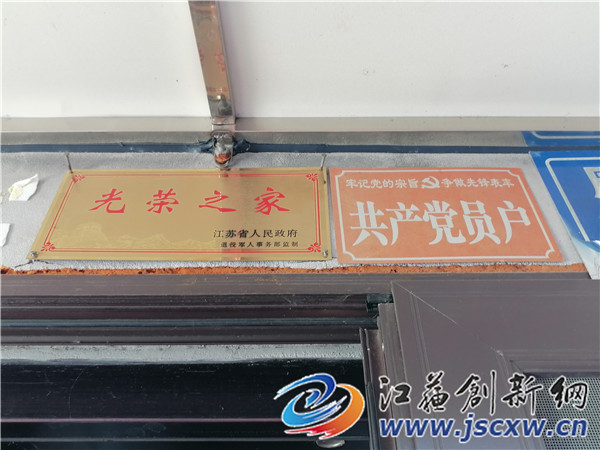 光荣之家
江苏省人民政府
退役军人事务部监制
牢记党的宗旨 争做先锋表率
共产党员户
江苏创新网
www.jscxw.cn